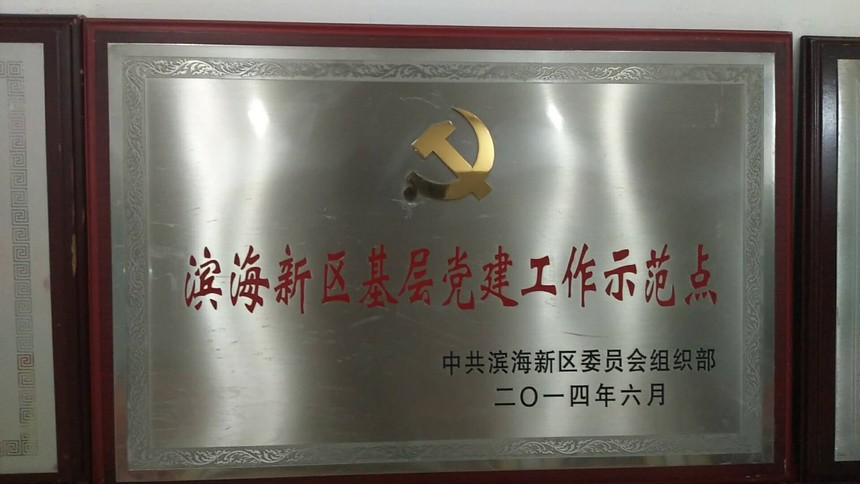 滨海新区基层党建工作示范点
中共滨海新区委员会组织部
二〇一四年六月